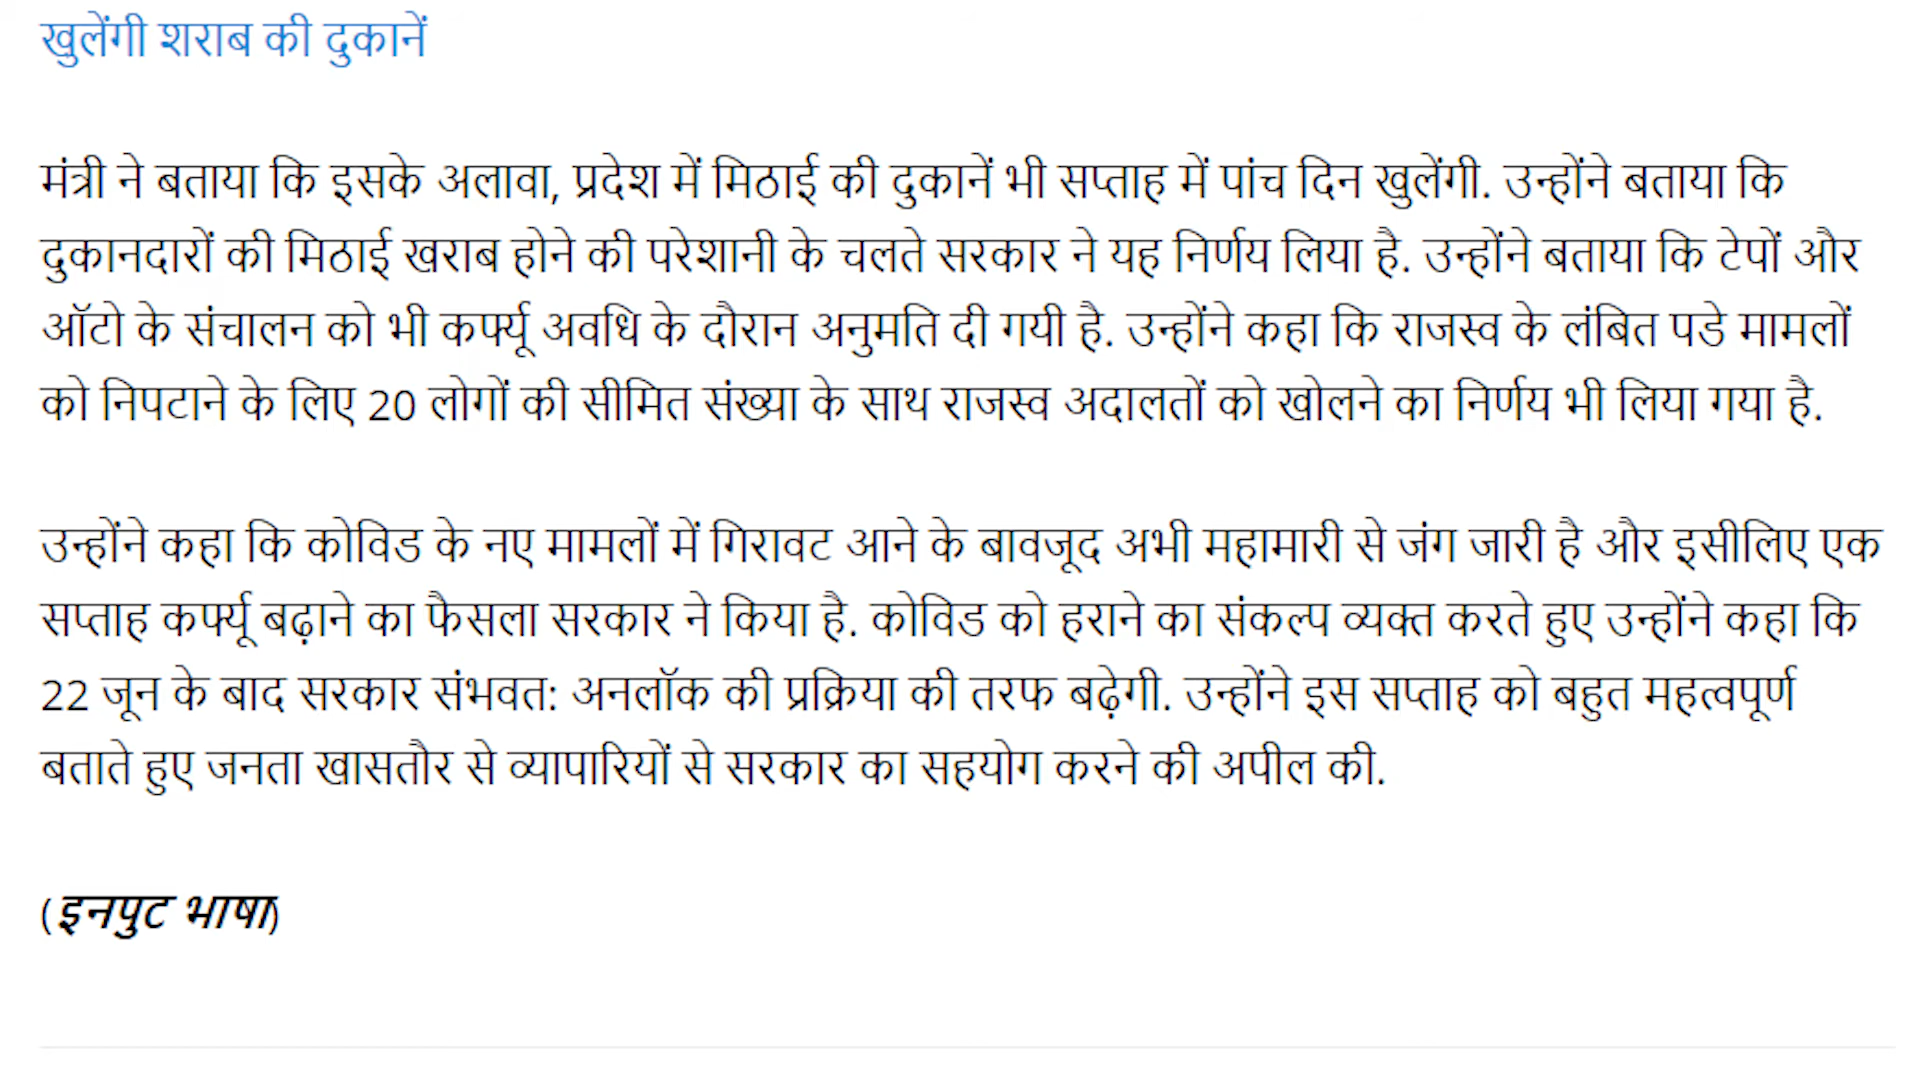 खुलेंगी शराब की दुकानें
मंत्री ने बताया कि इसके अलावा, प्रदेश में मिठाई की दुकानें भी सप्ताह में पांच दिन खुलेंगी. उन्होंने बताया कि
दुकानदारों की मिठाई खराब होने की परेशानी के चलते सरकार ने यह निर्णय लिया है. उन्होंने बताया कि टेपों और
ऑटो के संचालन को भी कर्फ्यू अवधि के दौरान अनुमति दी गयी है. उन्होंने कहा कि राजस्व के लंबित पडे मामलों
को निपटाने के लिए 20 लोगों की सीमित संख्या के साथ राजस्व अदालतों को खोलने का निर्णय भी लिया गया है.
उन्होंने कहा कि कोविड के नए मामलों में गिरावट आने के बावजूद अभी महामारी से जंग जारी है और इसीलिए एक
सप्ताह कर्फ्यू बढ़ाने का फैसला सरकार ने किया है. कोविड को हराने का संकल्प व्यक्त करते हुए उन्होंने कहा कि
22 जून के बाद सरकार संभवत: अनलॉक की प्रक्रिया की तरफ बढ़ेगी. उन्होंने इस सप्ताह को बहुत महत्वपूर्ण
बताते हुए जनता खासतौर से व्यापारियों से सरकार का सहयोग करने की अपील की.
(इनपुट भाषा)